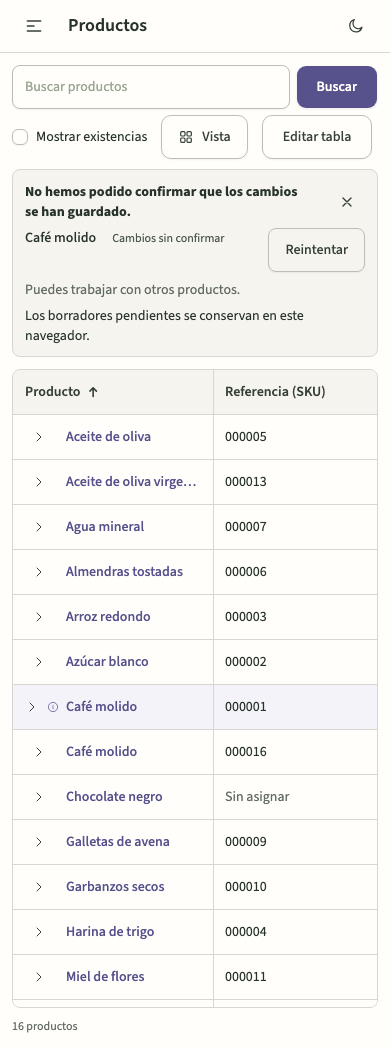 Productos
Buscar productos
Buscar
Mostrar existencias
Vista
Editar tabla
No hemos podido confirmar que los cambios
se han guardado.
Café molido Cambios sin confirmar
Reintentar
Puedes trabajar con otros productos.
Los borradores pendientes se conservan en este
navegador.
Producto Referencia (SKU)
Aceite de oliva 000005
Aceite de oliva virge... 000013
Agua mineral 000007
Almendras tostadas 000006
Arroz redondo 000003
Azúcar blanco 000002
Café molido 000001
Café molido 000016
Chocolate negro Sin asignar
Galletas de avena 000009
Garbanzos secos 000010
Harina de trigo 000004
Miel de flores 000011
16 productos